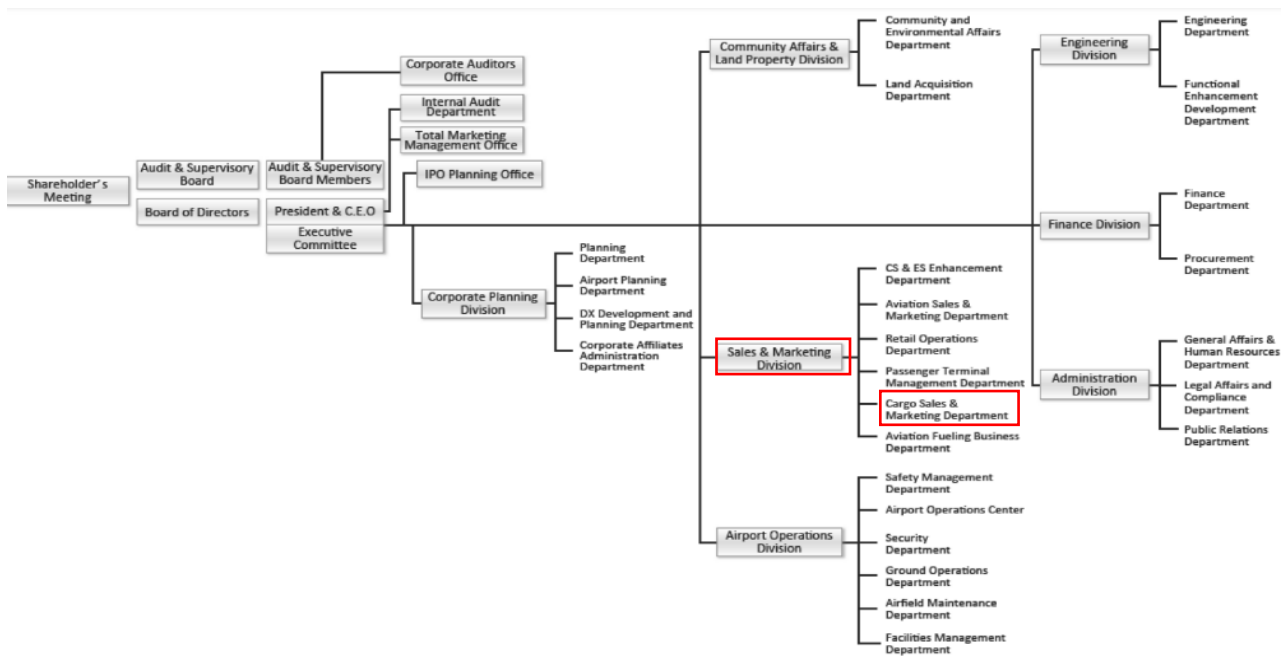 Shareholder's
Meeting
Audit & Supervisory
Board
Board of Directors
Audit & Supervisory
Board Members
President & C.E.O
Executive
Committee
Corporate Auditors
Office
Internal Audit
Department
Total Marketing
Management Office
IPO Planning Office
Corporate Planning
Division
Planning
Department
Airport Planning
Department
DX Development and
Planning Department
Corporate Affiliates
Administration
Department
Community Affairs &
Land Property Division
Community and
Environmental Affairs
Department
Land Acquisition
Department
Sales & Marketing
Division
CS & ES Enhancement
Department
Aviation Sales &
Marketing Department
Retail Operations
Department
Passenger Terminal
Management Department
Cargo Sales &
Marketing Department
Aviation Fueling Business
Department
Airport Operations
Division
Safety Management
Department
Airport Operations Center
Security
Department
Ground Operations
Department
Airfield Maintenance
Department
Facilities Management
Department
Engineering
Division
Engineering
Department
Functional
Enhancement
Development
Department
Finance Division
Finance
Department
Procurement
Department
Administration
Division
General Affairs &
Human Resources
Department
Legal Affairs and
Compliance
Department
Public Relations
Department